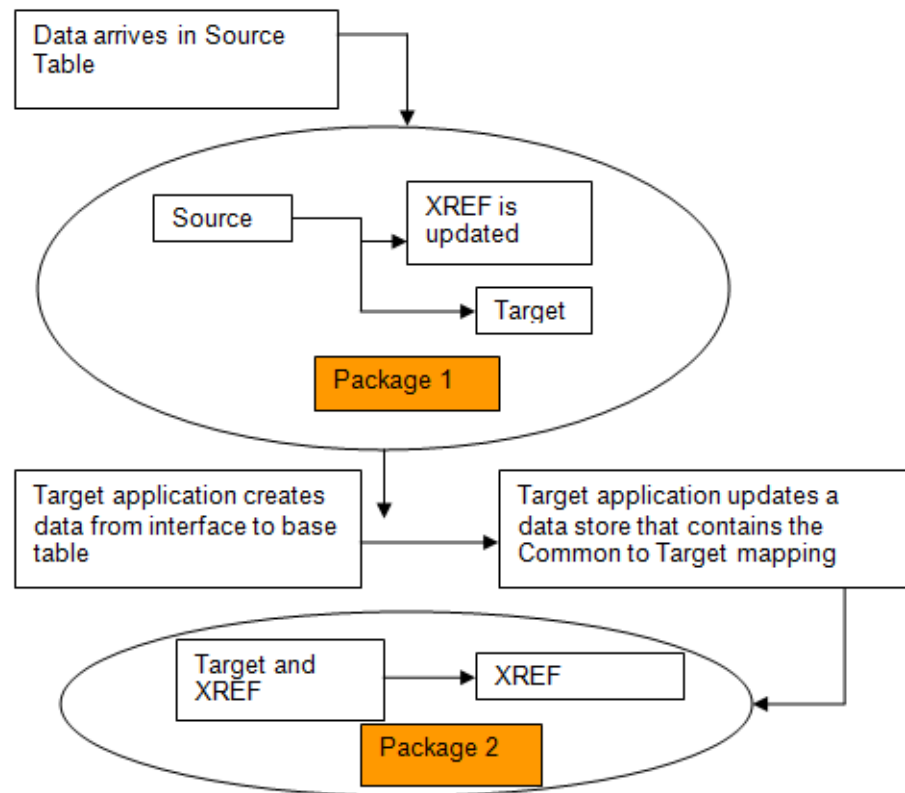 Data arrives in Source
Table
Source
XREF is
updated
Target
Package 1
Target application creates
data from interface to base
table
Target application updates a
data store that contains the
Common to Target mapping
Target and
XREF
XREF
Package 2